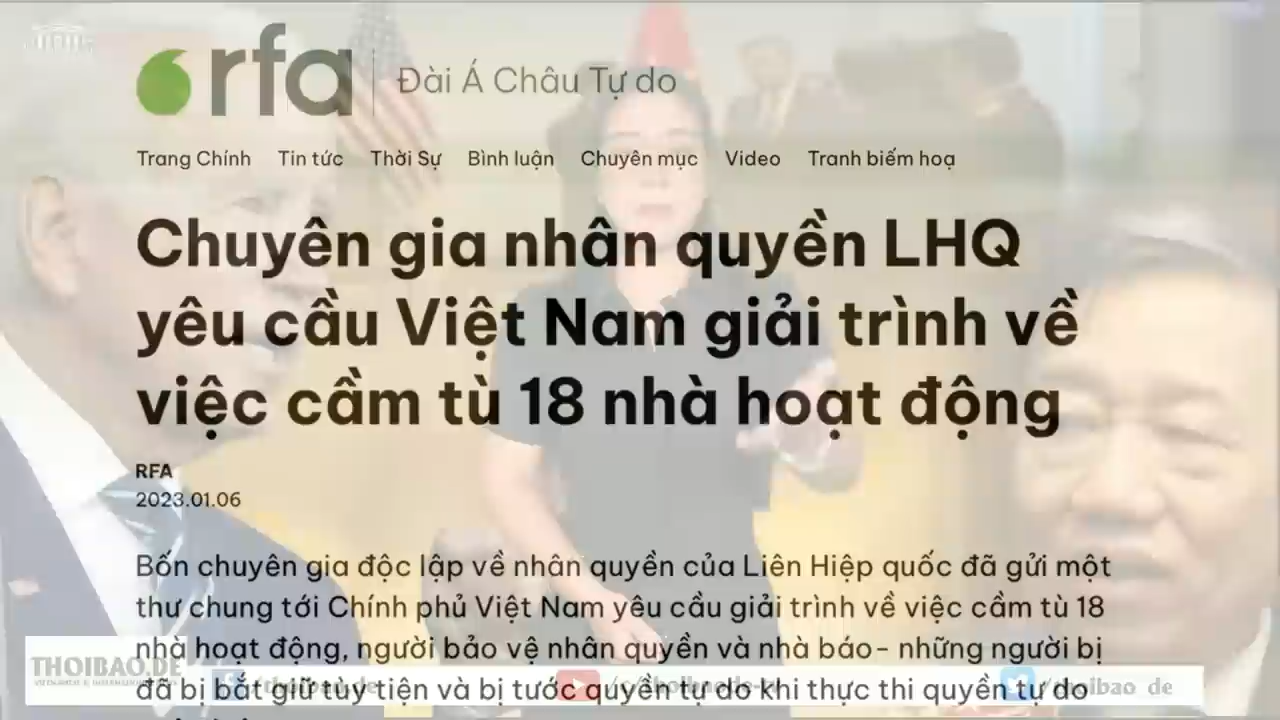 rfa
Đài Á Châu Tự do
Trang Chính Tin tức Thời Sự Bình luận Chuyên mục Video Tranh biếm hoạ
Chuyên gia nhân quyền LHQ
yêu cầu Việt Nam giải trình về
việc cầm tù 18 nhà hoạt động
RFA
2023.01.06
Bốn chuyên gia độc lập về nhân quyền của Liên Hiệp quốc đã gửi một
thư chung tới Chính phủ Việt Nam yêu cầu giải trình về việc cầm tù 18
nhà hoạt động, người bảo vệ nhân quyền và nhà báo- những người bị
đã bị bắt giữ tùy tiện và bị tước quyền tự do khi thực thi quyền tự do
THOIBAO.DE
/thoibao.de
/thoibao_de